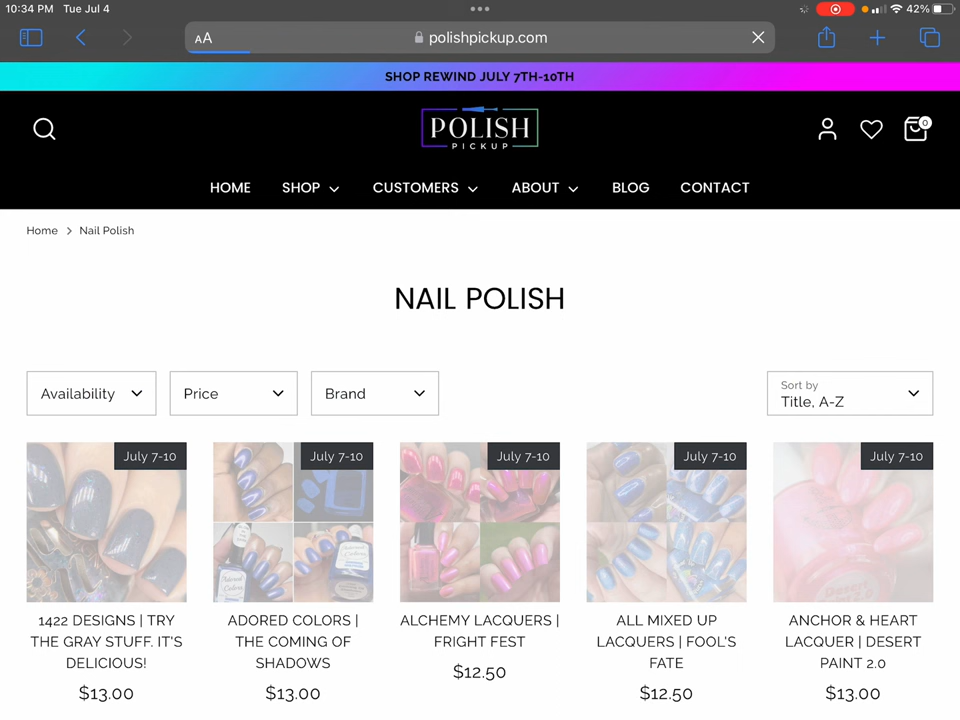 10:34 PM Tue Jul 4
42%
AA
polishpickup.com
SHOP REWIND JULY 7TH-10TH
POLISH
PICKUP
0
HOME SHOP CUSTOMERS ABOUT BLOG CONTACT
Home > Nail Polish
NAIL POLISH
Availability Price Brand
Sort by
Title, A-Z
July 7-10 July 7-10 July 7-10 July 7-10 July 7-10
1422 DESIGNS | TRY
THE GRAY STUFF. IT'S
DELICIOUS!
$13.00
ADORED COLORS |
THE COMING OF
SHADOWS
$13.00
ALCHEMY LACQUERS |
FRIGHT FEST
$12.50
ALL MIXED UP
LACQUERS | FOOL'S
FATE
$12.50
ANCHOR & HEART
LACQUER | DESERT
PAINT 2.0
$13.00